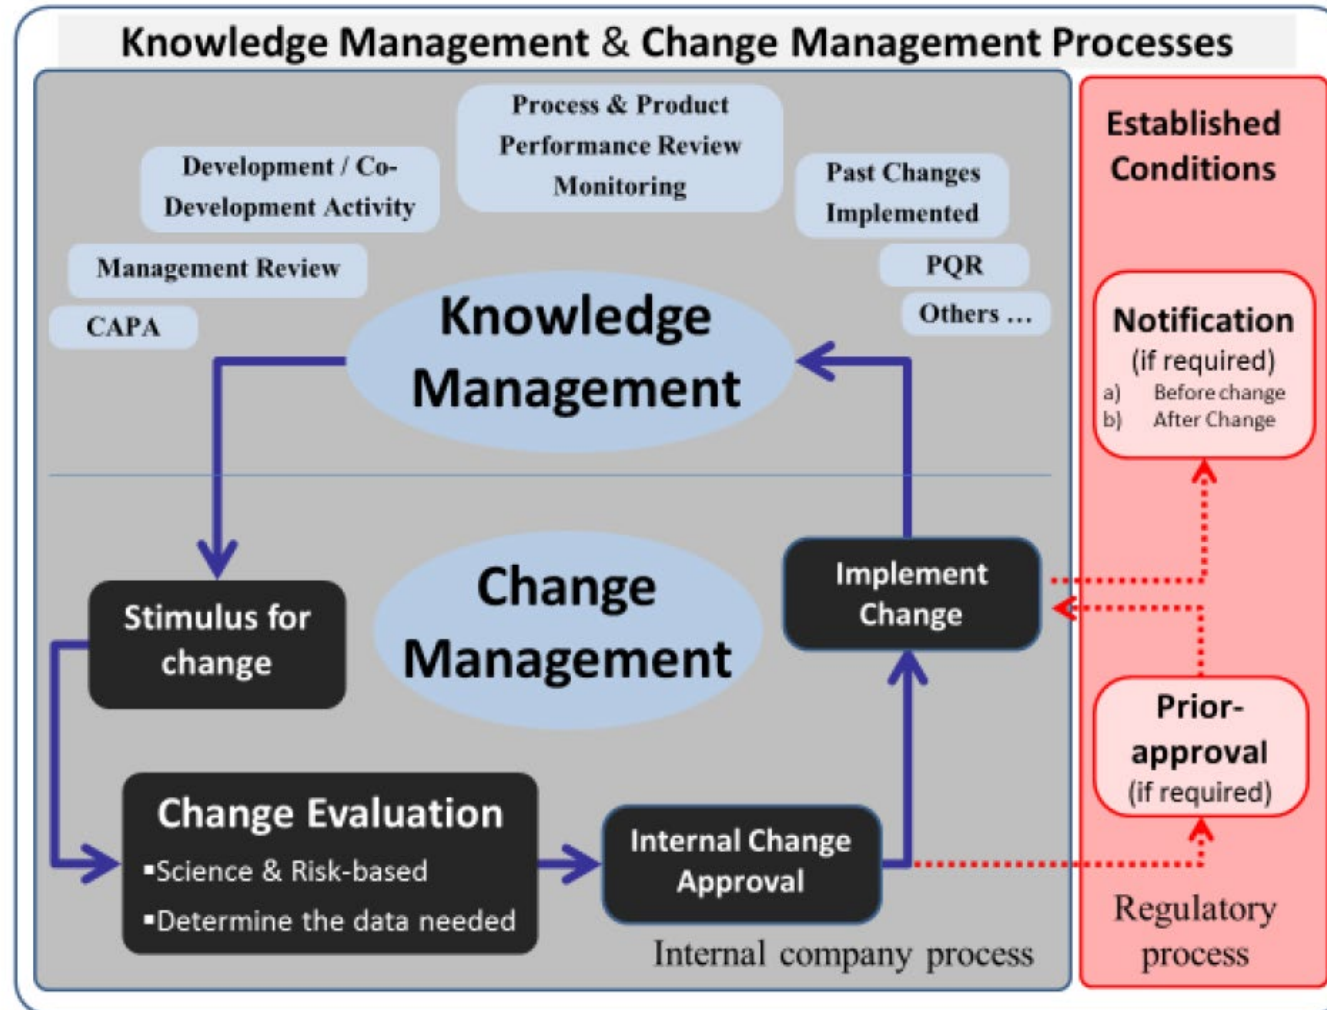 Knowledge Management & Change Management Processes
Process & Product
Performance Review
Monitoring
Development / Co-
Development Activity
Past Changes
Implemented
Management Review
PQR
CAPA
Others ...
Knowledge
Management
Stimulus for
change
Change
Management
Implement
Change
Change Evaluation
▪Science & Risk-based
▪Determine the data needed
Internal Change
Approval
Internal company process
Established
Conditions
Notification
(if required)
a) Before change
b) After Change
Prior-
approval
(if required)
Regulatory
process